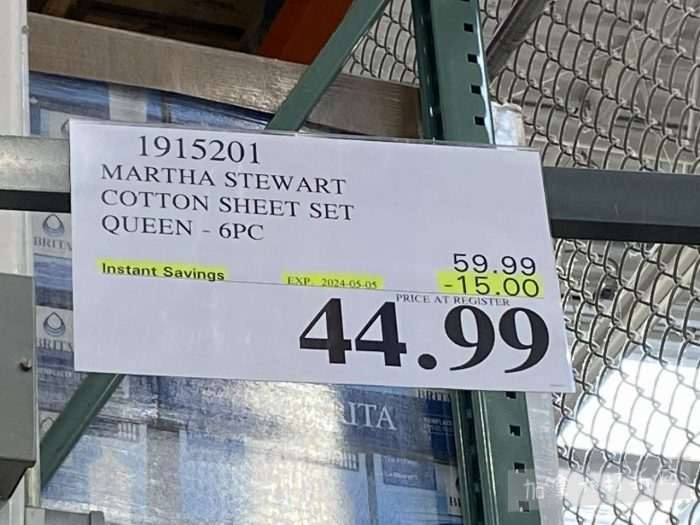 1915201
MARTHA STEWART
COTTON SHEET SET
QUEEN - 6PC
59.99
Instant Savings EXP. 2024-05-05 -15.00
PRICE AT REGISTER
44.99
BRITA
BRITA
RITA